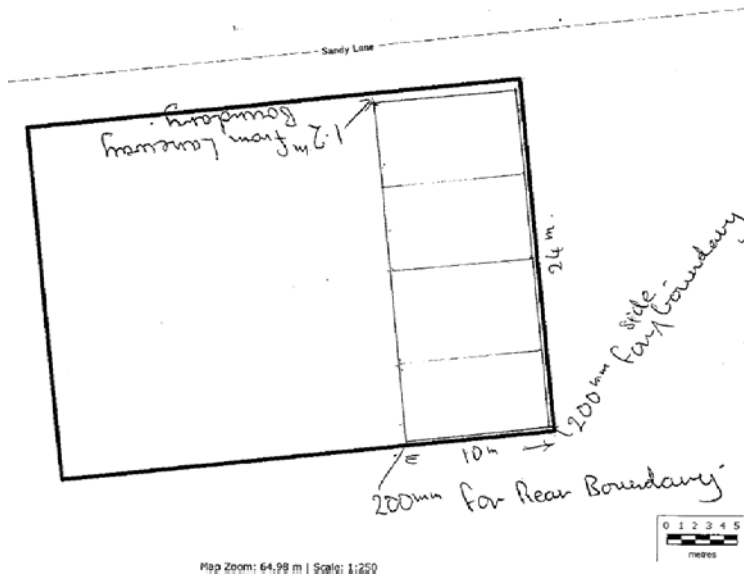 Sandy Lane
1.2m from Laneway
Boundary.
24 m.
200mm for side boundary
10m
200mm for Rear Boundary
0 1 2 3 4 5
metres
Map Zoom: 64.98 m | Scale: 1:250